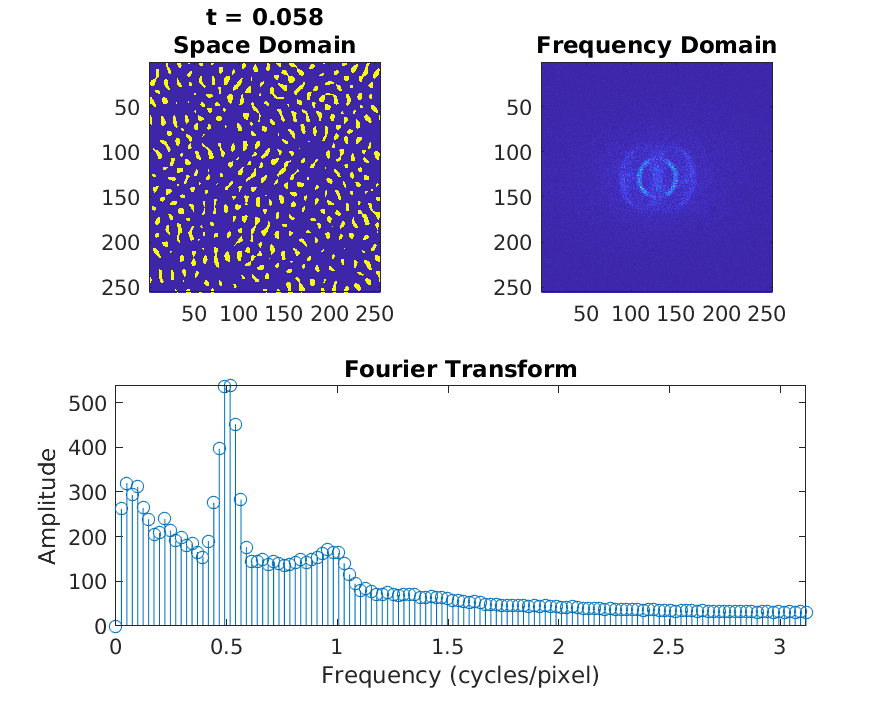 t = 0.058
Space Domain
Frequency Domain
50
100
150
200
250
50 100 150 200 250
50
100
150
200
250
50 100 150 200 250
Fourier Transform
Amplitude
500
400
300
200
100
0
0 0.5 1 1.5 2 2.5 3
Frequency (cycles/pixel)